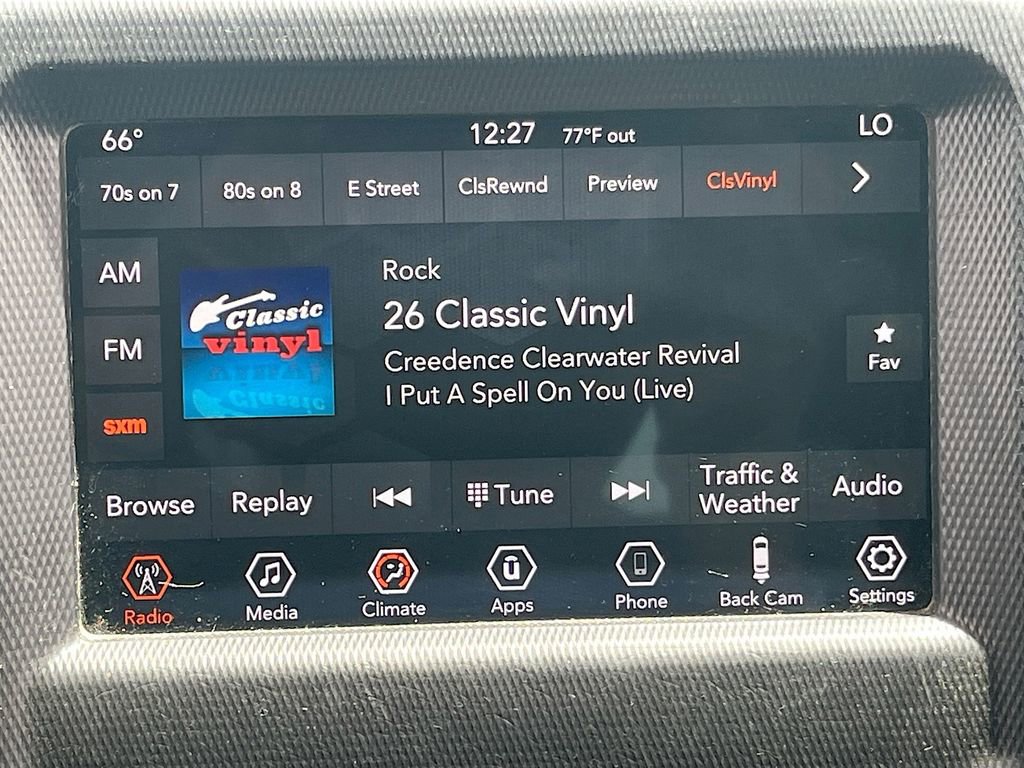 66° 12:27 77°F out LO
70s on 7 80s on 8 E Street ClsRewnd Preview ClsVinyl
AM
FM
sxm
Classic
vinyl
Rock
26 Classic Vinyl
Creedence Clearwater Revival
I Put A Spell On You (Live)
Fav
Browse Replay Tune Traffic & Weather Audio
Radio Media Climate Apps Phone Back Cam Settings